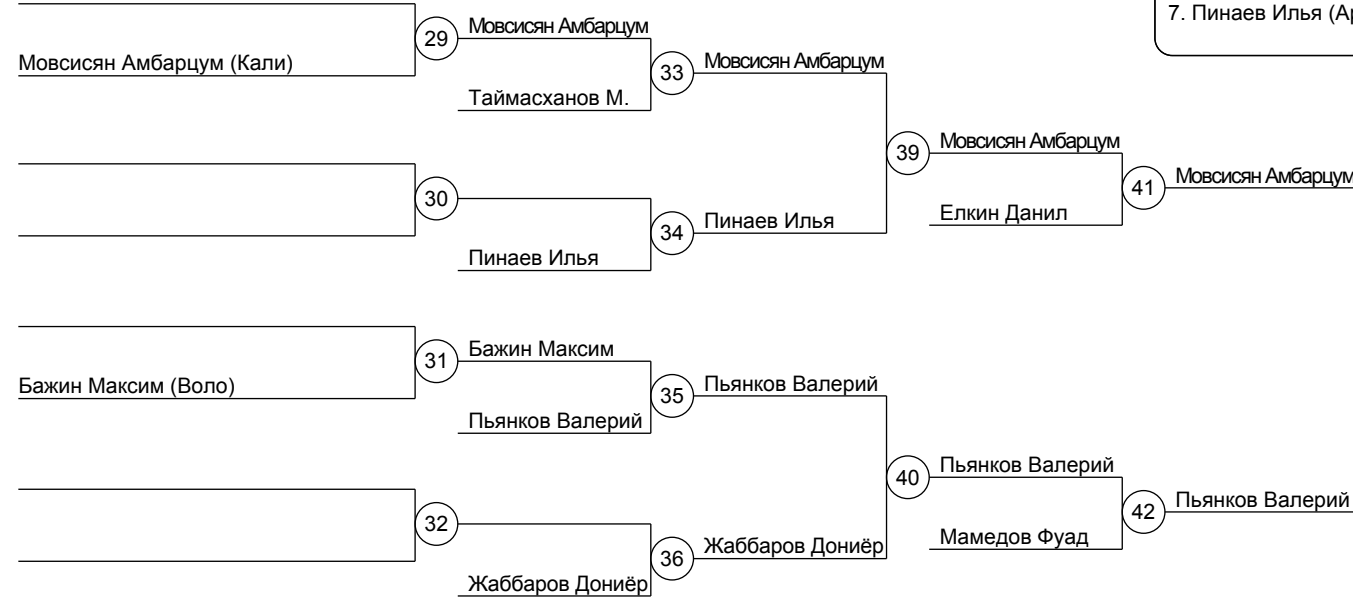 7. Пинаев Илья (Ар
29
Мовсисян Амбарцум
Мовсисян Амбарцум (Кали)
33
Мовсисян Амбарцум
Таймасханов М.
39
Мовсисян Амбарцум
41
Мовсисян Амбарцум
30
Елкин Данил
34
Пинаев Илья
Пинаев Илья
31
Бажин Максим
Бажин Максим (Воло)
35
Пьянков Валерий
Пьянков Валерий
40
Пьянков Валерий
42
Пьянков Валерий
32
Мамедов Фуад
36
Жаббаров Дониёр
Жаббаров Дониёр